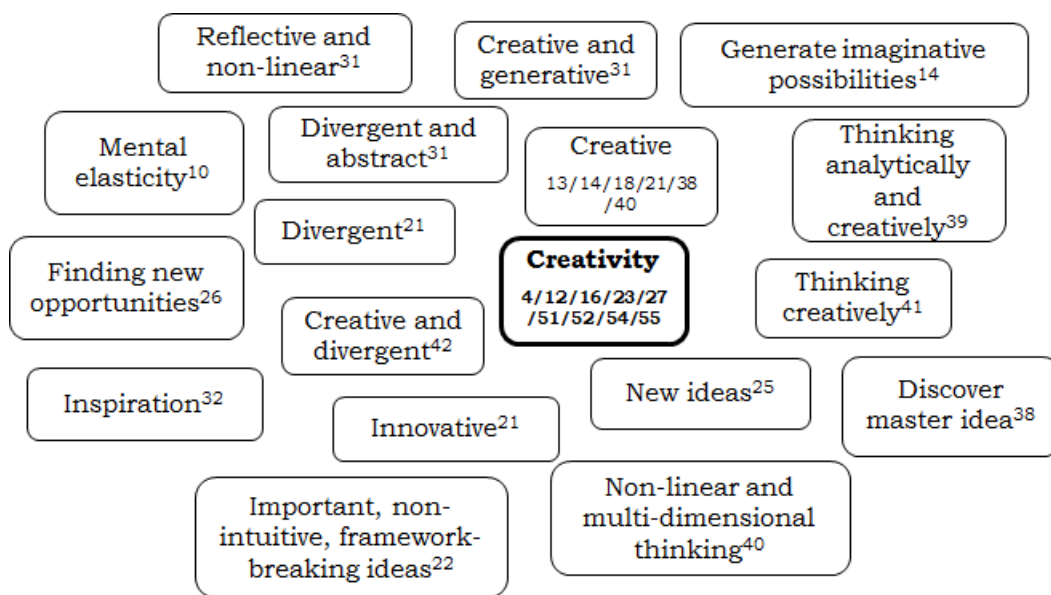 Reflective and
non-linear31
Creative and
generative31
Generate imaginative
possibilities14
Mental
elasticity10
Divergent and
abstract31
Creative
13/14/18/21/38
/40
Thinking
analytically
and
creatively39
Divergent21
Finding new
opportunities26
Creativity
4/12/16/23/27
/51/52/54/55
Thinking
creatively41
Creative and
divergent42
Inspiration32
New ideas25
Discover
master idea38
Innovative21
Important, non-
intuitive, framework-
breaking ideas22
Non-linear and
multi-dimensional
thinking40